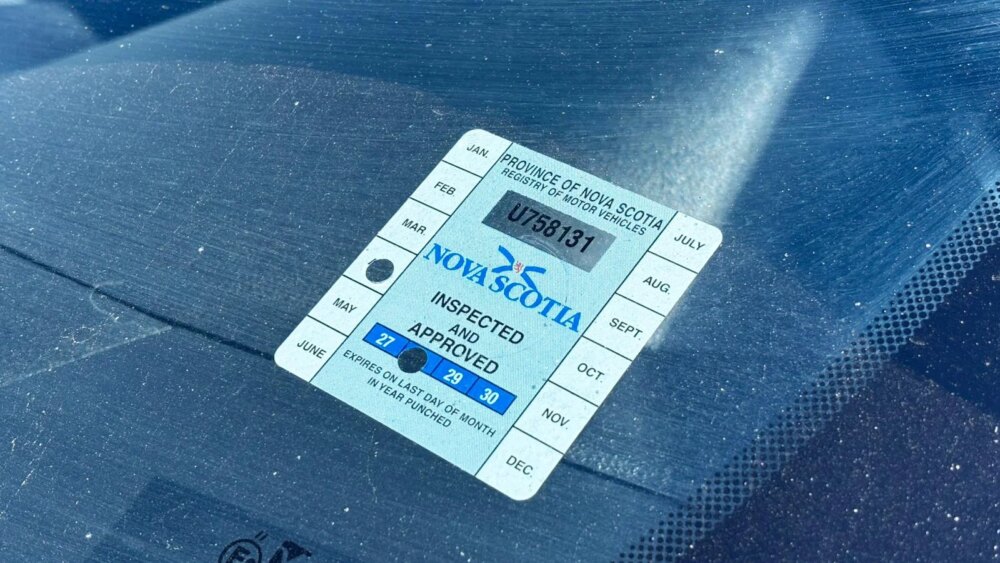 PROVINCE OF NOVA SCOTIA
REGISTRY OF MOTOR VEHICLES
U758131
NOVA SCOTIA
INSPECTED
AND
APPROVED
27 29 30
EXPIRES ON LAST DAY OF MONTH
IN YEAR PUNCHED
JAN.
FEB
MAR
MAY
JUNE
JULY
AUG.
SEPT.
OCT.
NOV.
DEC.